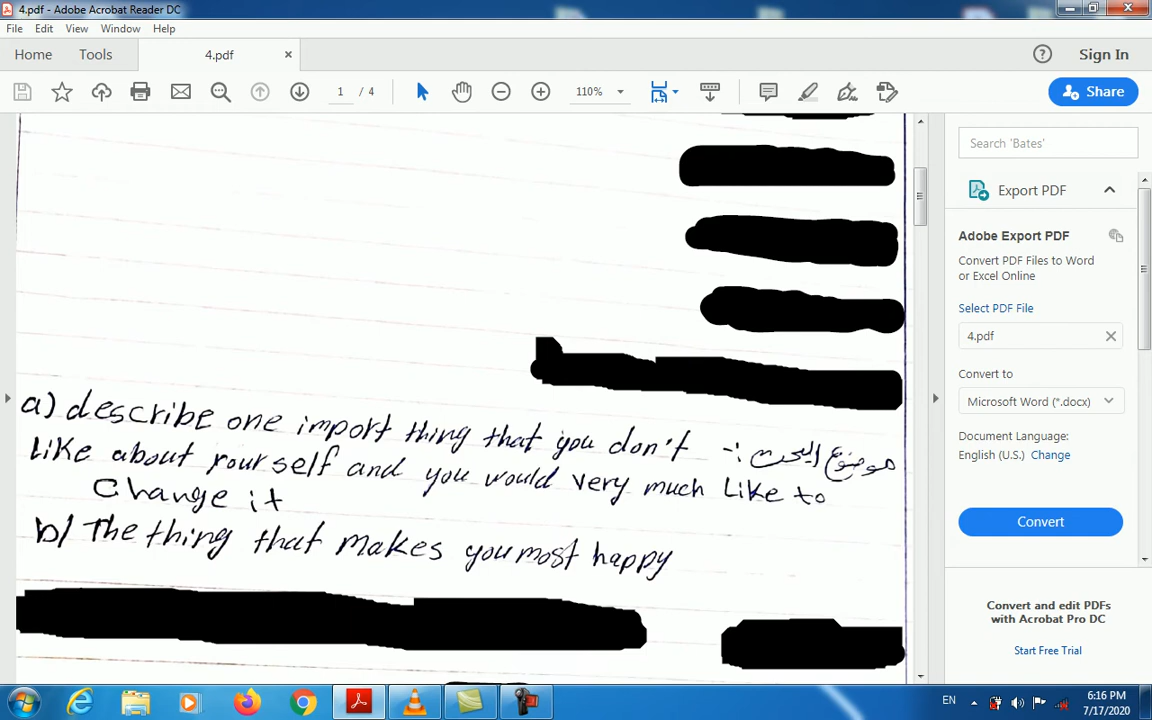 4.pdf - Adobe Acrobat Reader DC
File Edit View Window Help
Home Tools 4.pdf × Sign In
1 / 4 110% Share
Search 'Bates'
Export PDF
Adobe Export PDF
Convert PDF Files to Word
or Excel Online
Select PDF File
4.pdf
Convert to
Microsoft Word (*.docx)
Document Language:
English (U.S.) Change
Convert
Convert and edit PDFs
with Acrobat Pro DC
Start Free Trial
موضوع البحث :-
a) describe one import thing that you don't
like about yourself and you would very much like to
change it
b/ The thing that makes you most happy
EN 6:16 PM
7/17/2020